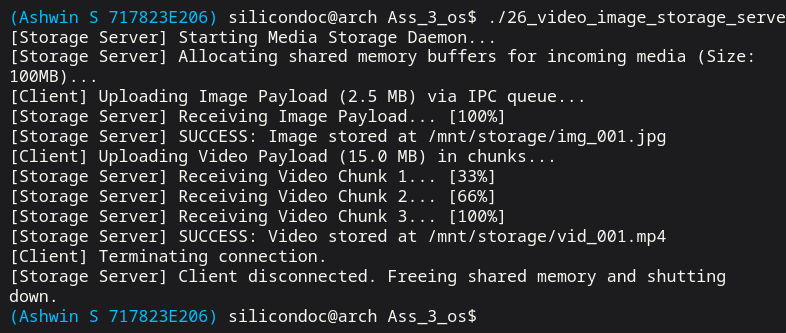 (Ashwin S 717823E206) silicondoc@arch Ass_3_os$ ./26_video_image_storage_serve
[Storage Server] Starting Media Storage Daemon...
[Storage Server] Allocating shared memory buffers for incoming media (Size:
100MB)...
[Client] Uploading Image Payload (2.5 MB) via IPC queue...
[Storage Server] Receiving Image Payload... [100%]
[Storage Server] SUCCESS: Image stored at /mnt/storage/img_001.jpg
[Client] Uploading Video Payload (15.0 MB) in chunks...
[Storage Server] Receiving Video Chunk 1... [33%]
[Storage Server] Receiving Video Chunk 2... [66%]
[Storage Server] Receiving Video Chunk 3... [100%]
[Storage Server] SUCCESS: Video stored at /mnt/storage/vid_001.mp4
[Client] Terminating connection.
[Storage Server] Client disconnected. Freeing shared memory and shutting
down.
(Ashwin S 717823E206) silicondoc@arch Ass_3_os$